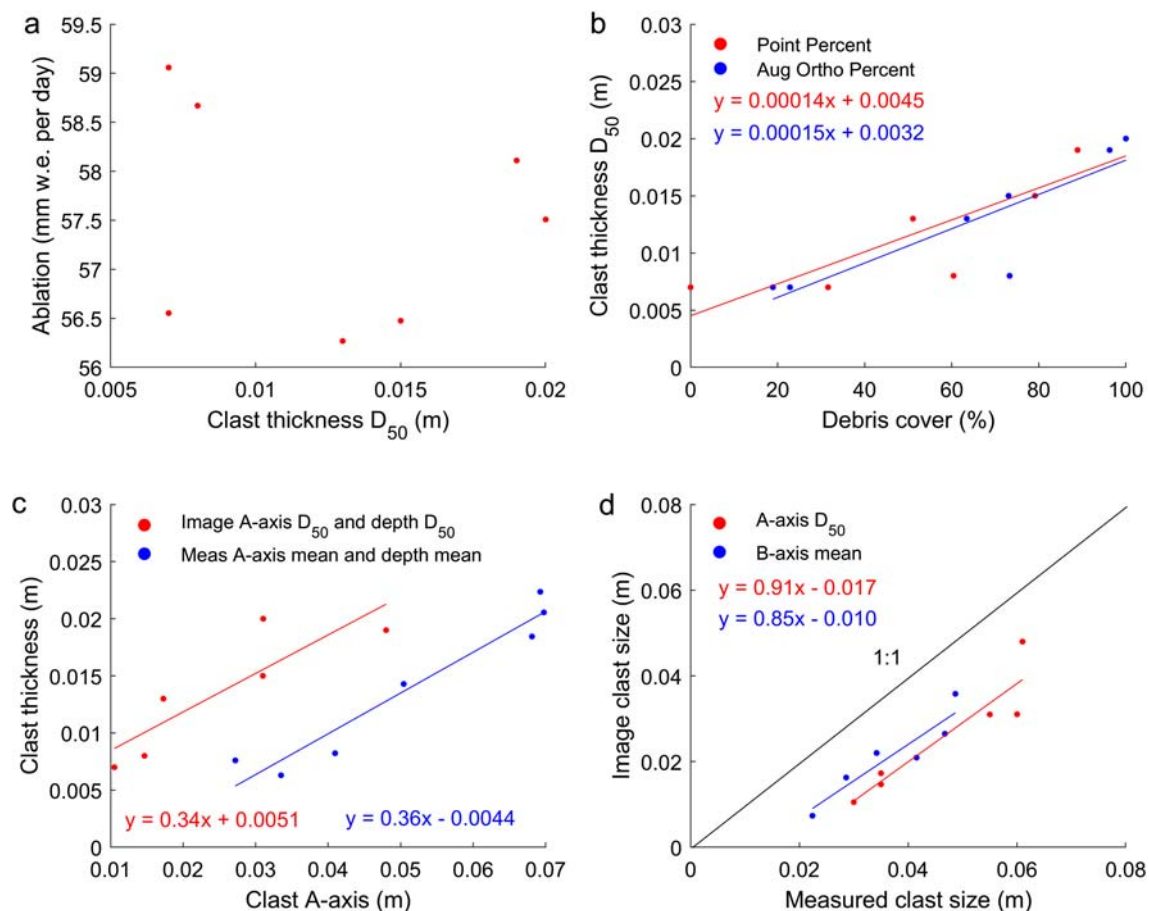 a
59.5
59
58.5
58
57.5
57
56.5
56
Ablation (mm w.e. per day)
0.005
0.01
0.015
0.02
Clast thickness D50 (m)
b
0.03
0.025
0.02
0.015
0.01
0.005
0
Clast thickness D50 (m)
Point Percent
Aug Ortho Percent
y = 0.00014x + 0.0045
y = 0.00015x + 0.0032
0
20
40
60
80
100
Debris cover (%)
c
0.03
0.025
0.02
0.015
0.01
0.005
0
Clast thickness (m)
Image A-axis D50 and depth D50
Meas A-axis mean and depth mean
y = 0.34x + 0.0051
y = 0.36x - 0.0044
0.01
0.02
0.03
0.04
0.05
0.06
0.07
Clast A-axis (m)
d
0.08
0.06
0.04
0.02
0
Image clast size (m)
A-axis D50
B-axis mean
y = 0.91x - 0.017
y = 0.85x - 0.010
1:1
0
0.02
0.04
0.06
0.08
Measured clast size (m)